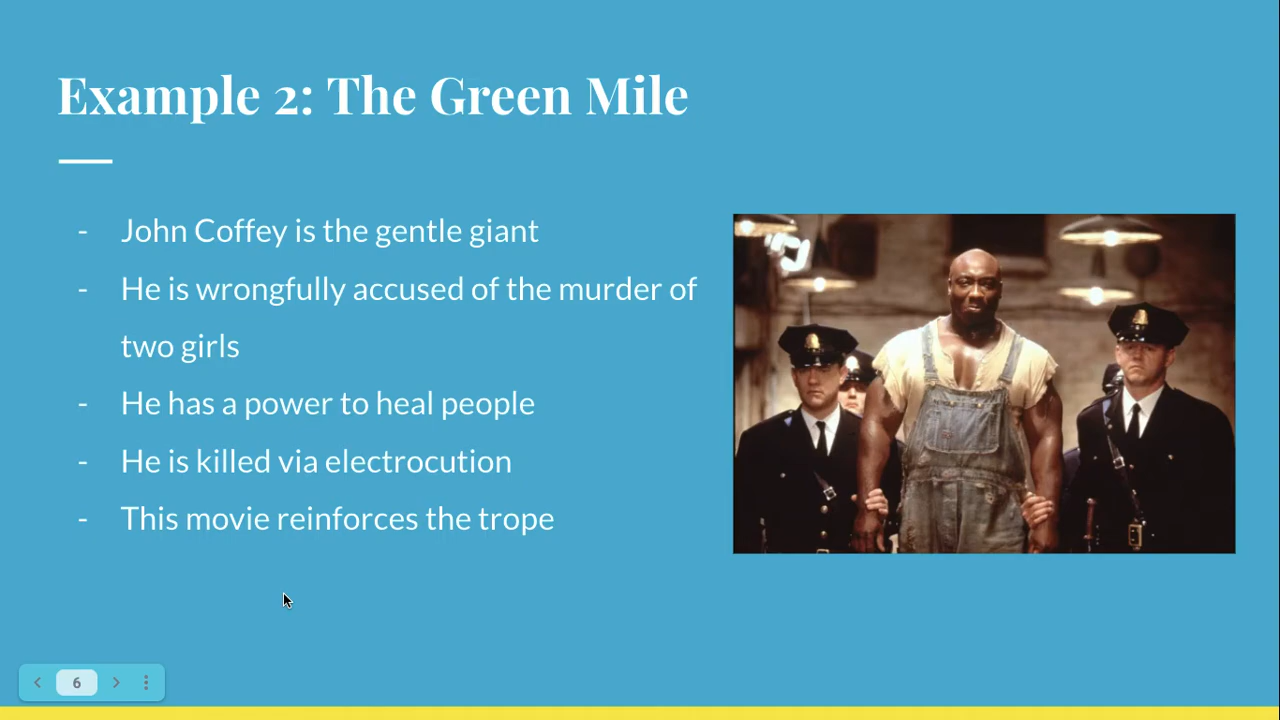 Example 2: The Green Mile
- John Coffey is the gentle giant
- He is wrongfully accused of the murder of
two girls
- He has a power to heal people
- He is killed via electrocution
- This movie reinforces the trope
6